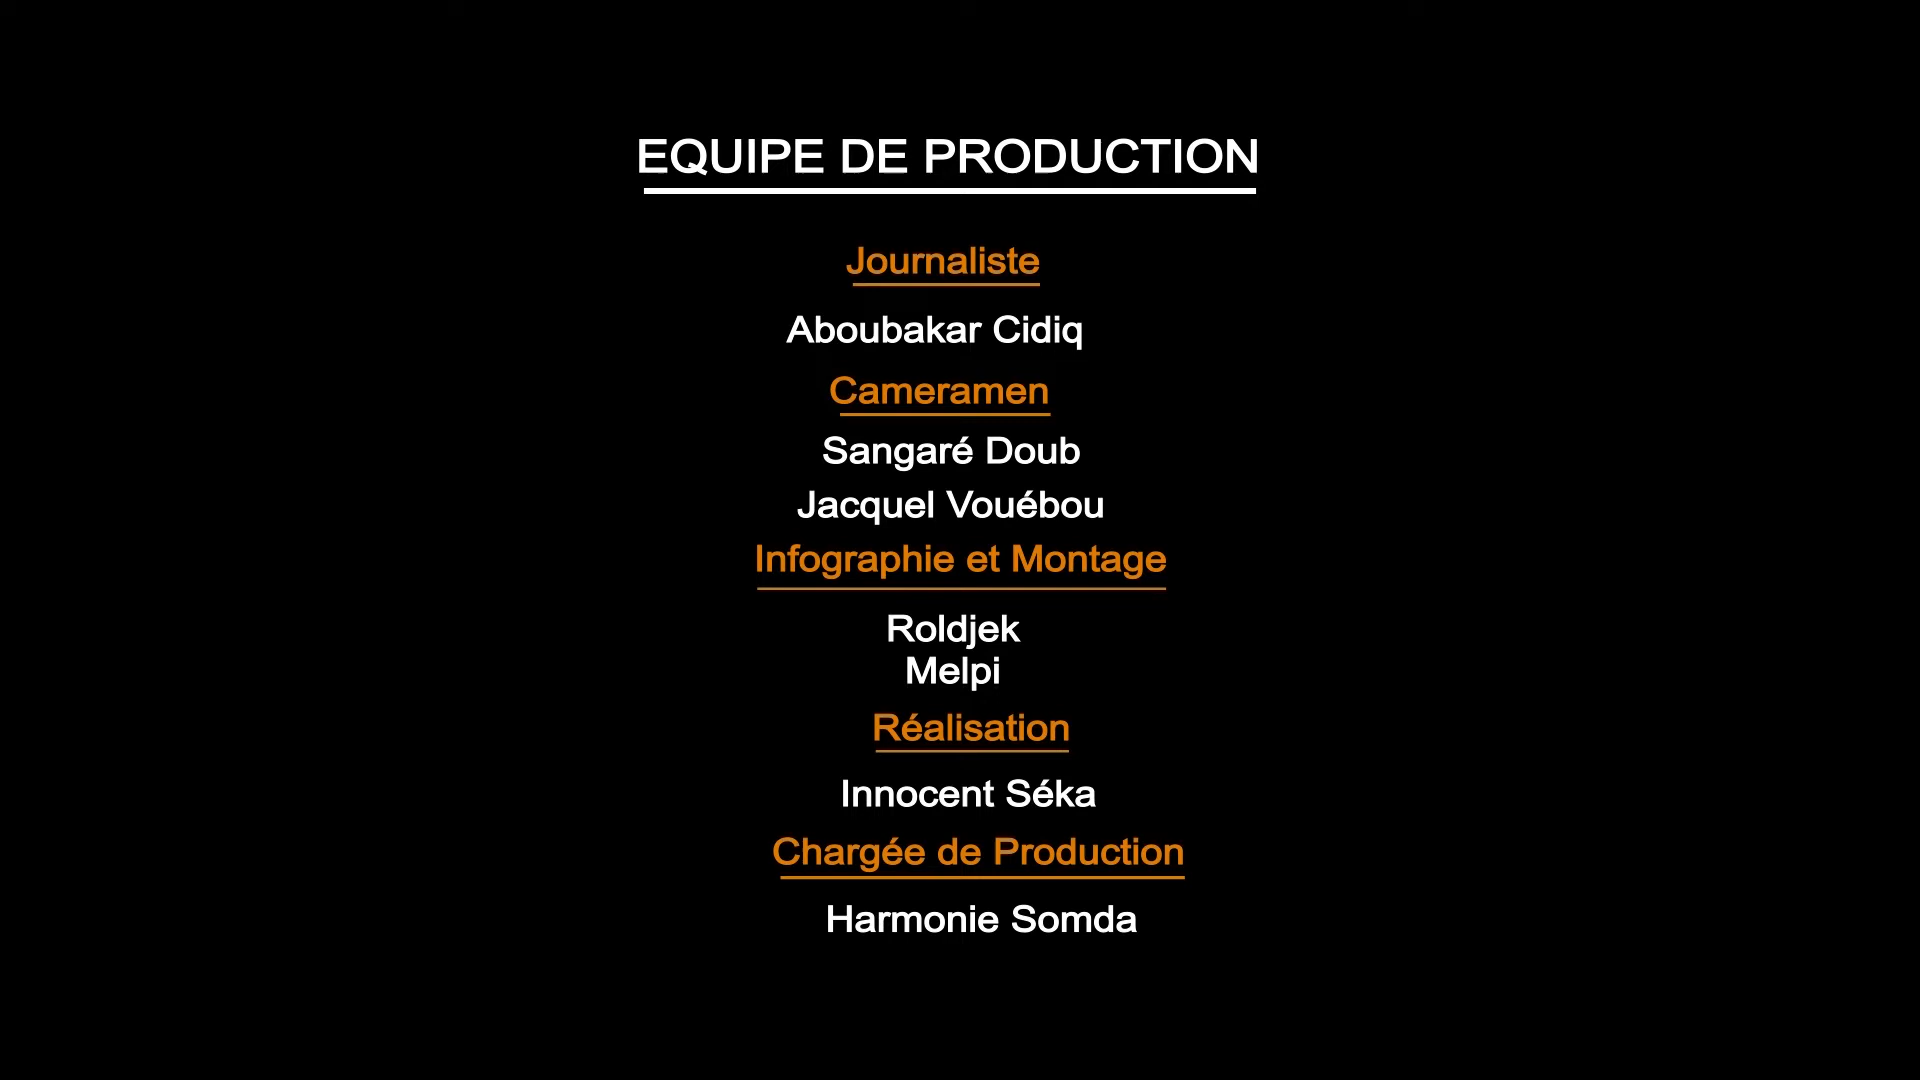 EQUIPE DE PRODUCTION
Journaliste
Aboubakar Cidiq
Cameramen
Sangaré Doub
Jacquel Vouébou
Infographie et Montage
Roldjek
Melpi
Réalisation
Innocent Séka
Chargée de Production
Harmonie Somda